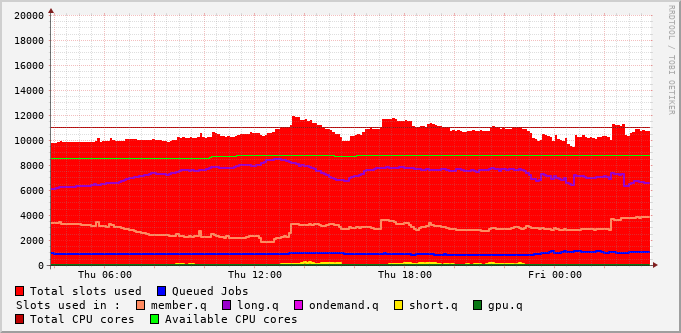 20000
18000
16000
14000
12000
10000
8000
6000
4000
2000
0
Thu 06:00 Thu 12:00 Thu 18:00 Fri 00:00
Total slots used Queued Jobs
Slots used in : member.q long.q ondemand.q short.q gpu.q
Total CPU cores Available CPU cores
RRDTOOL / TOBI OETIKER